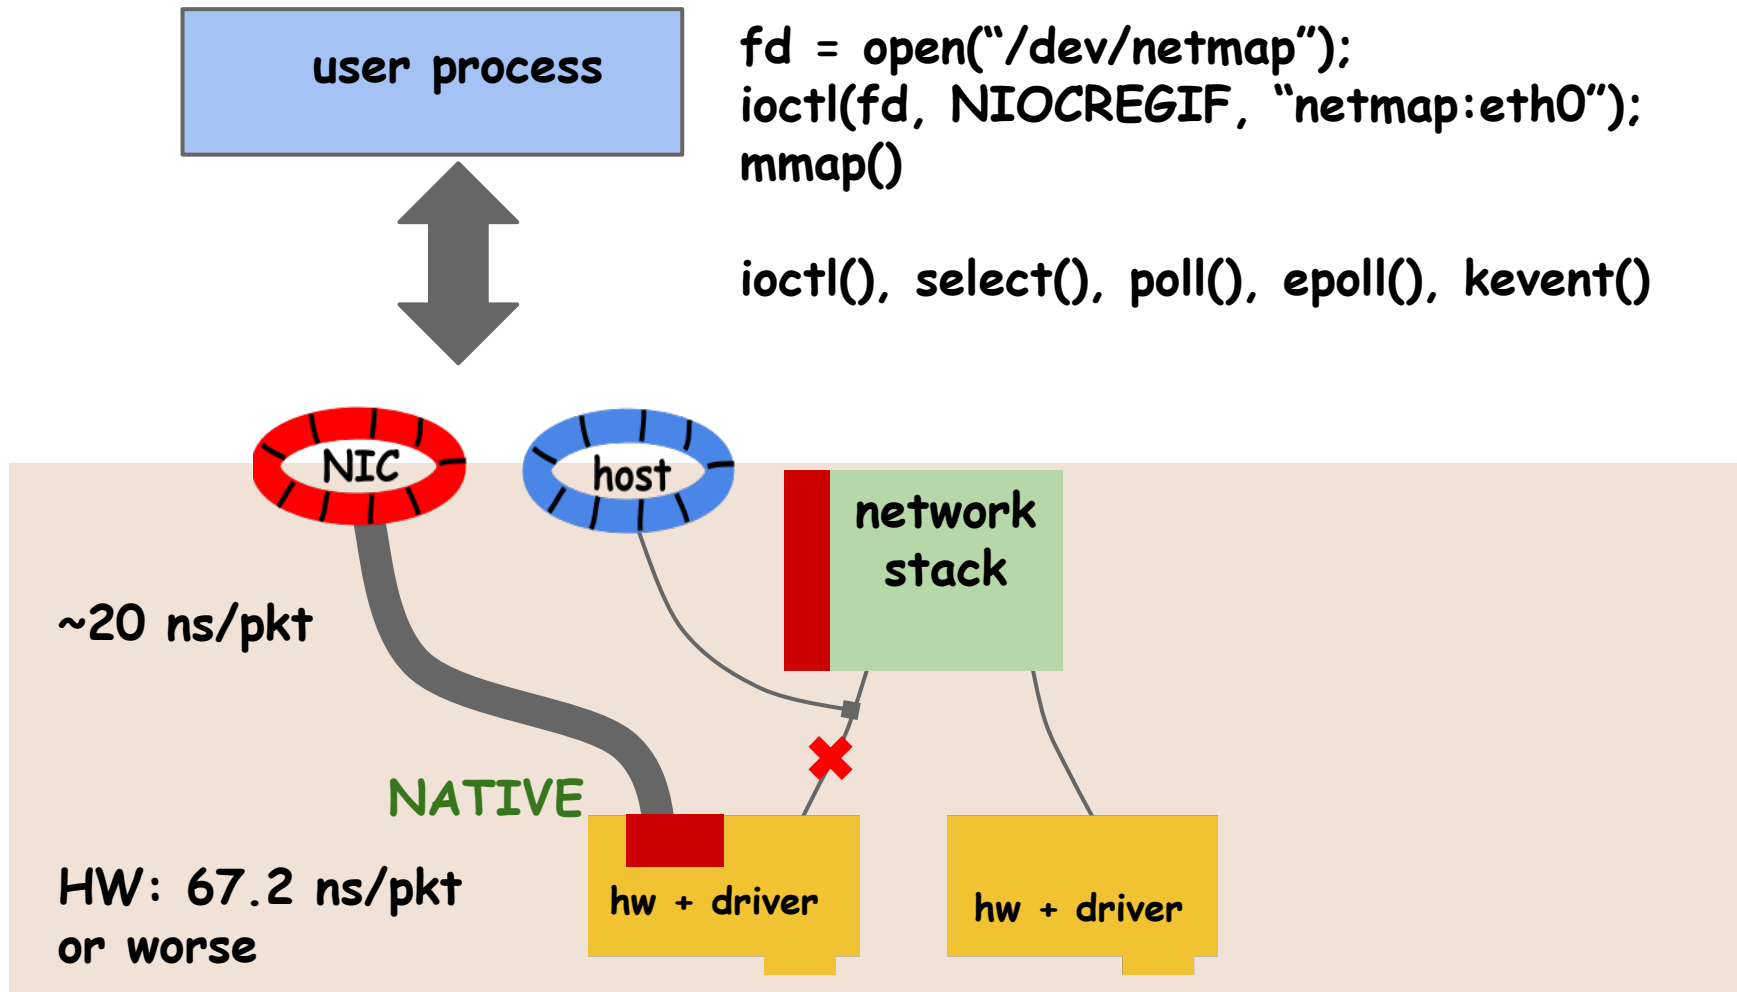 user process
fd = open(“/dev/netmap”);
ioctl(fd, NIOCREGIF, “netmap:eth0”);
mmap()
ioctl(), select(), poll(), epoll(), kevent()
NIC
host
network
stack
~20 ns/pkt
NATIVE
HW: 67.2 ns/pkt
or worse
hw + driver
hw + driver